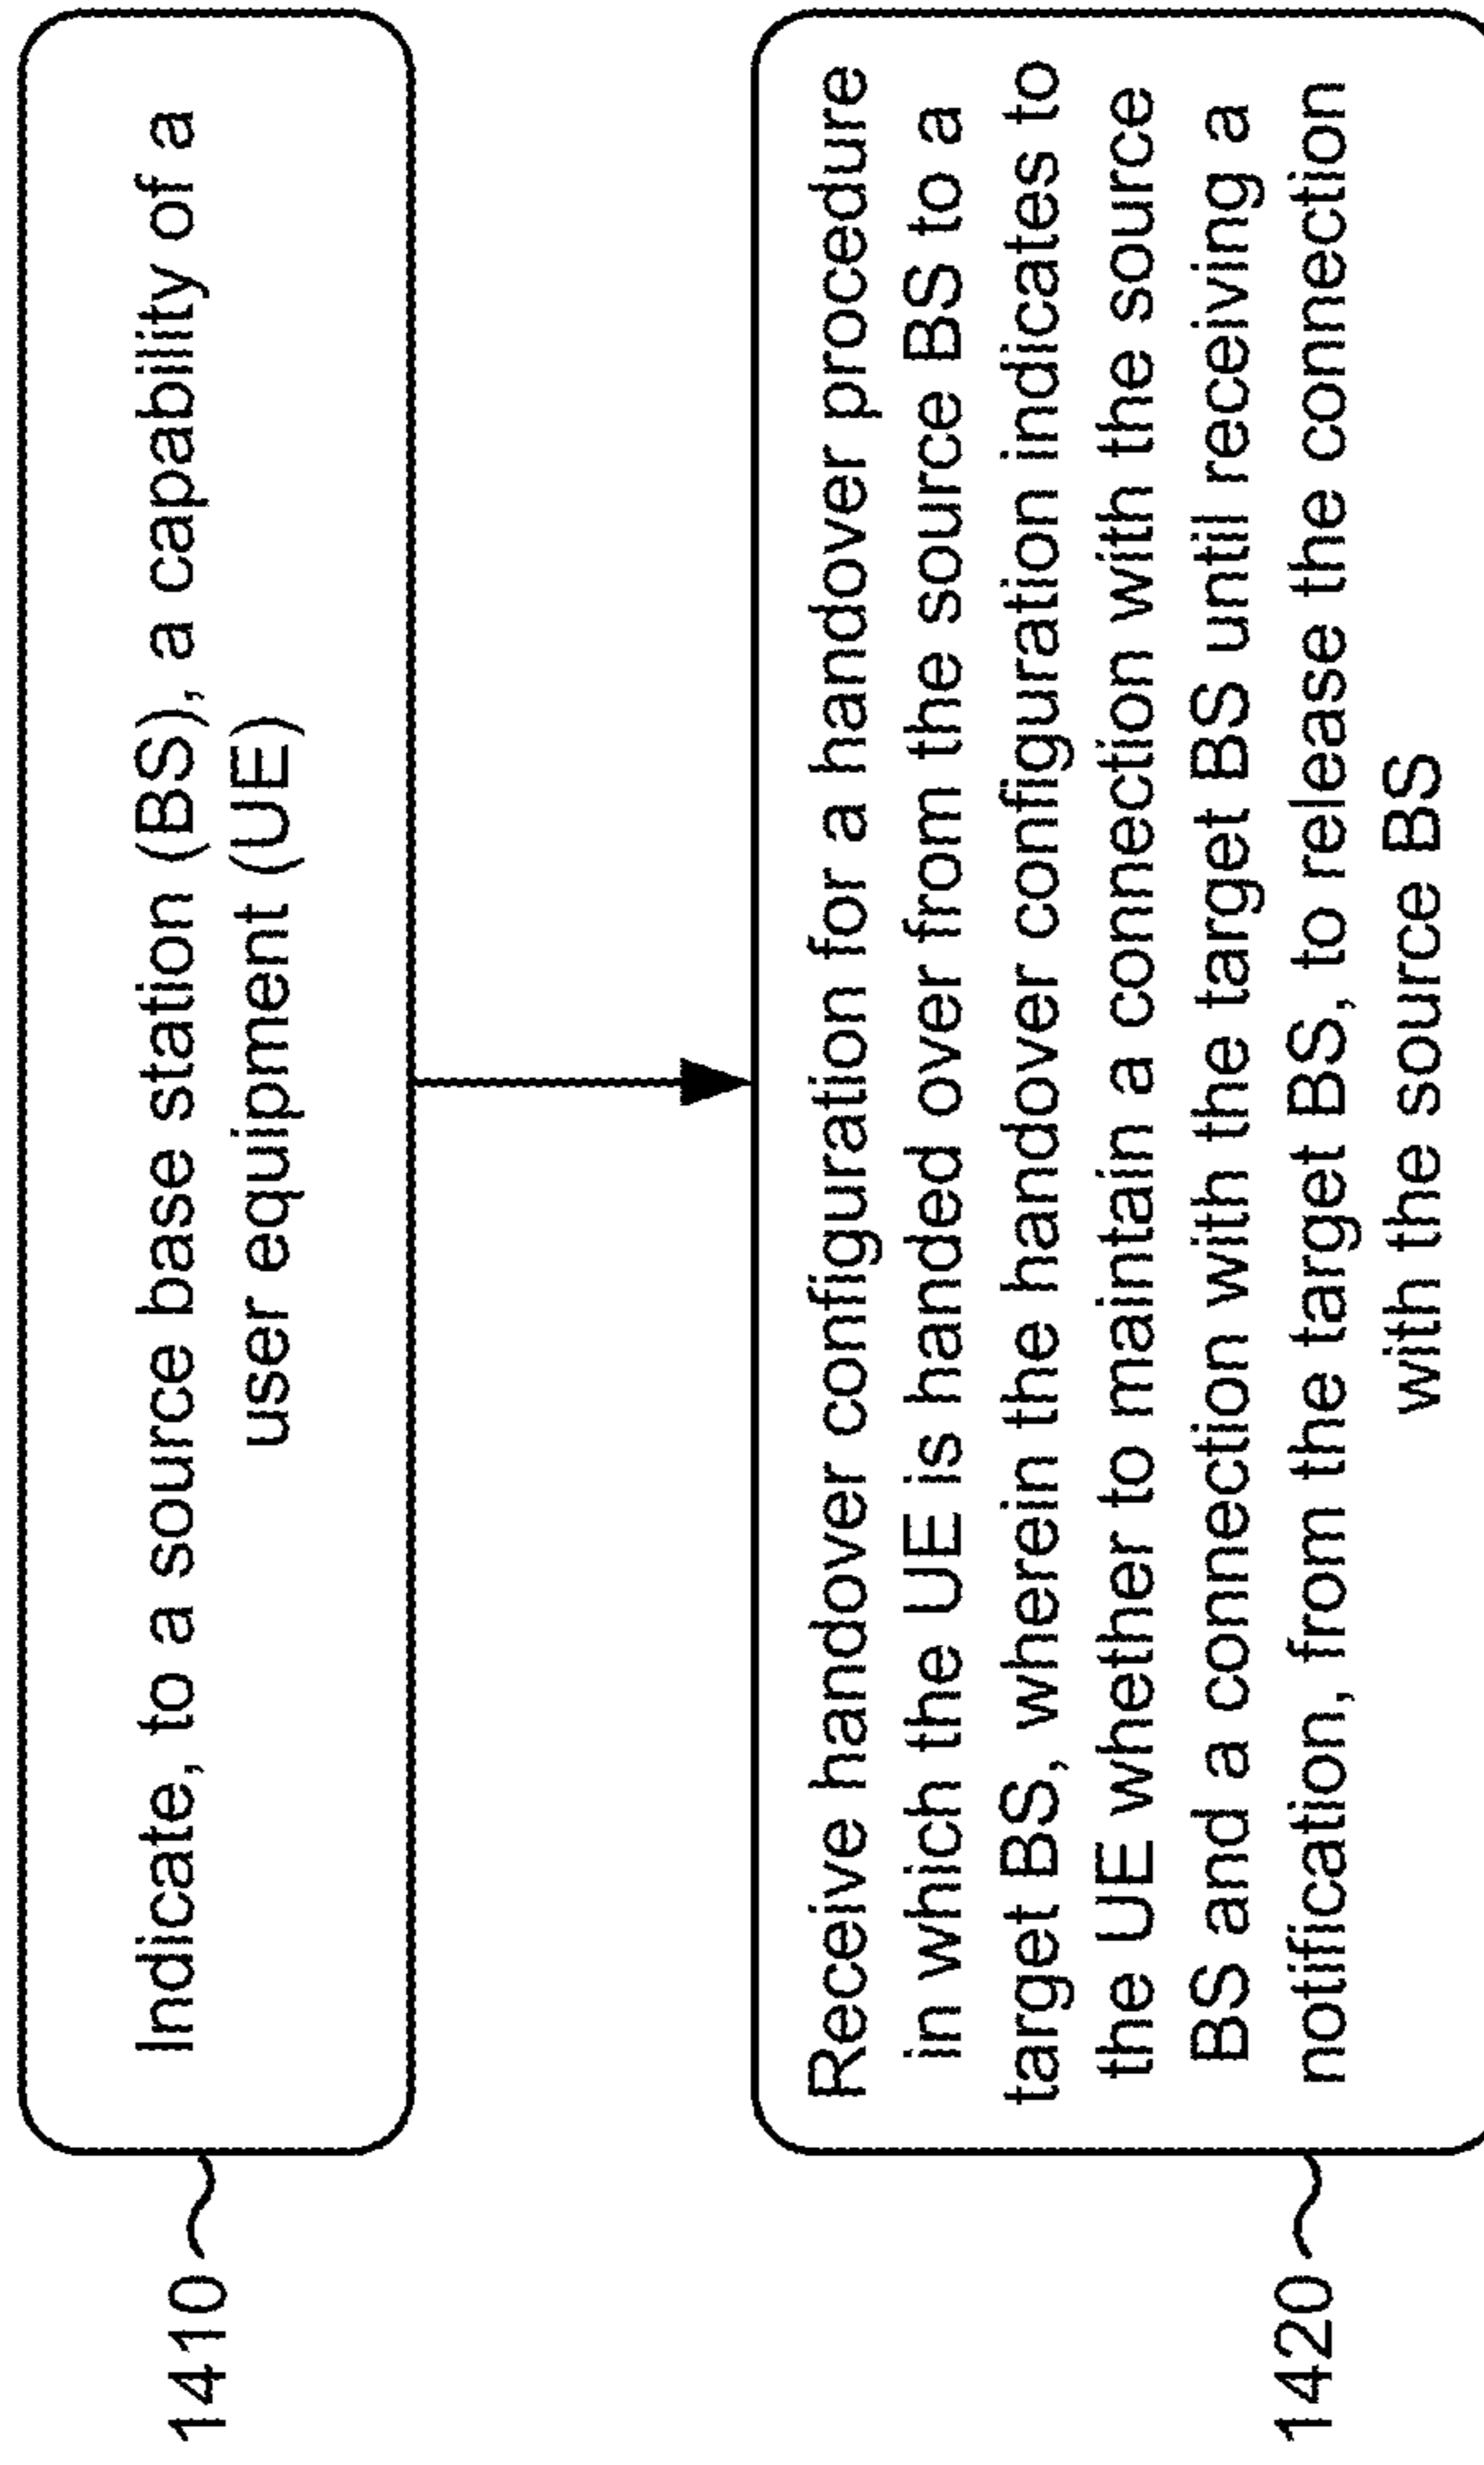 1410
Indicate, to a source base station (BS), a capability of a
user equipment (UE)
1420
Receive handover configuration for a handover procedure
in which the UE is handed over from the source BS to a
target BS, wherein the handover configuration indicates to
the UE whether to maintain a connection with the source
BS and a connection with the target BS until receiving a
notification, from the target BS, to release the connection
with the source BS